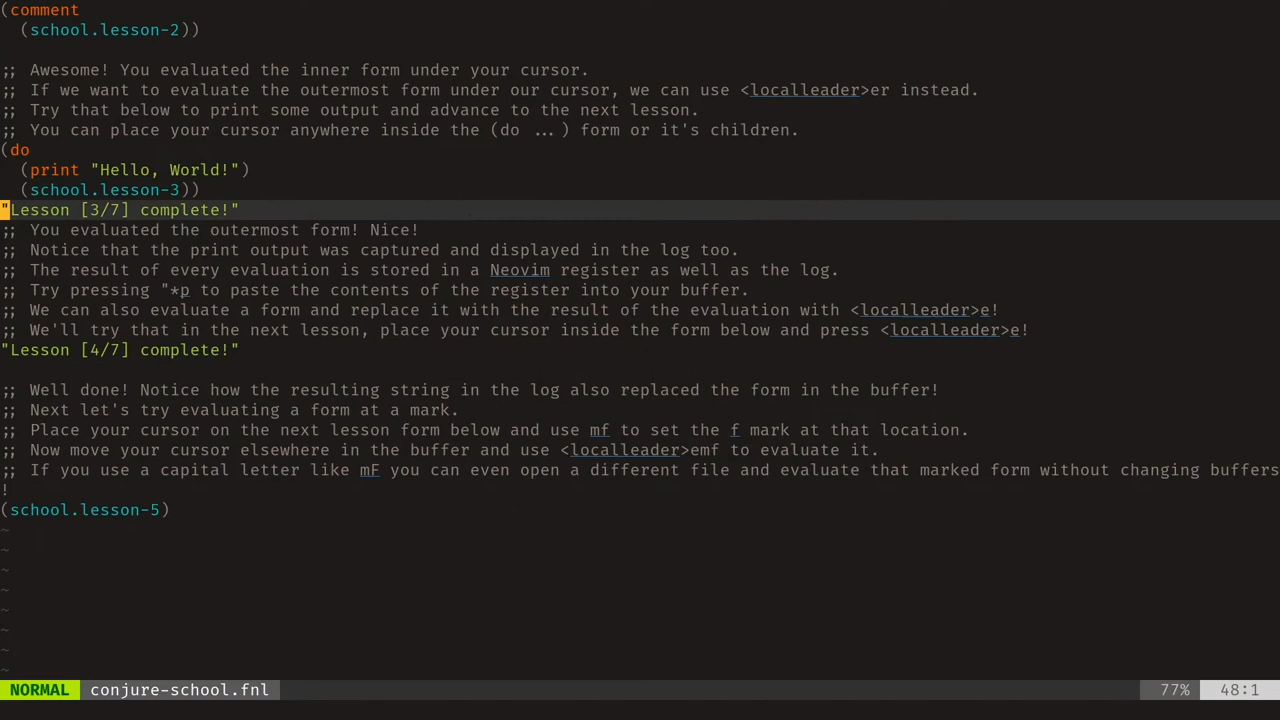 (comment
  (school.lesson-2))
;; Awesome! You evaluated the inner form under your cursor.
;; If we want to evaluate the outermost form under our cursor, we can use <localleader>er instead.
;; Try that below to print some output and advance to the next lesson.
;; You can place your cursor anywhere inside the (do ...) form or it's children.
(do
  (print "Hello, World!")
  (school.lesson-3))
"Lesson [3/7] complete!"
;; You evaluated the outermost form! Nice!
;; Notice that the print output was captured and displayed in the log too.
;; The result of every evaluation is stored in a Neovim register as well as the log.
;; Try pressing "*p to paste the contents of the register into your buffer.
;; We can also evaluate a form and replace it with the result of the evaluation with <localleader>e!
;; We'll try that in the next lesson, place your cursor inside the form below and press <localleader>e!
"Lesson [4/7] complete!"
;; Well done! Notice how the resulting string in the log also replaced the form in the buffer!
;; Next let's try evaluating a form at a mark.
;; Place your cursor on the next lesson form below and use mf to set the f mark at that location.
;; Now move your cursor elsewhere in the buffer and use <localleader>emf to evaluate it.
;; If you use a capital letter like mF you can even open a different file and evaluate that marked form without changing buffers
!
(school.lesson-5)
~
~
~
~
~
~
~
~
NORMAL conjure-school.fnl 77% 48:1